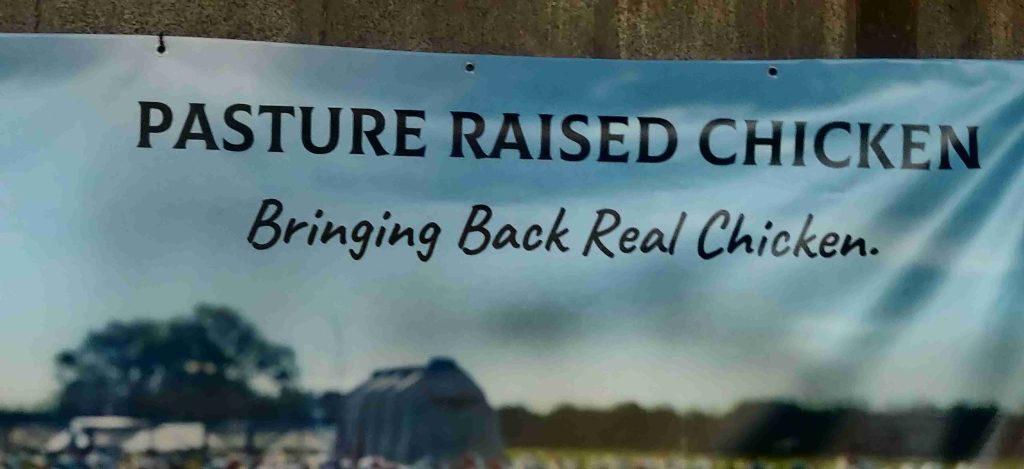 PASTURE RAISED CHICKEN
Bringing Back Real Chicken.